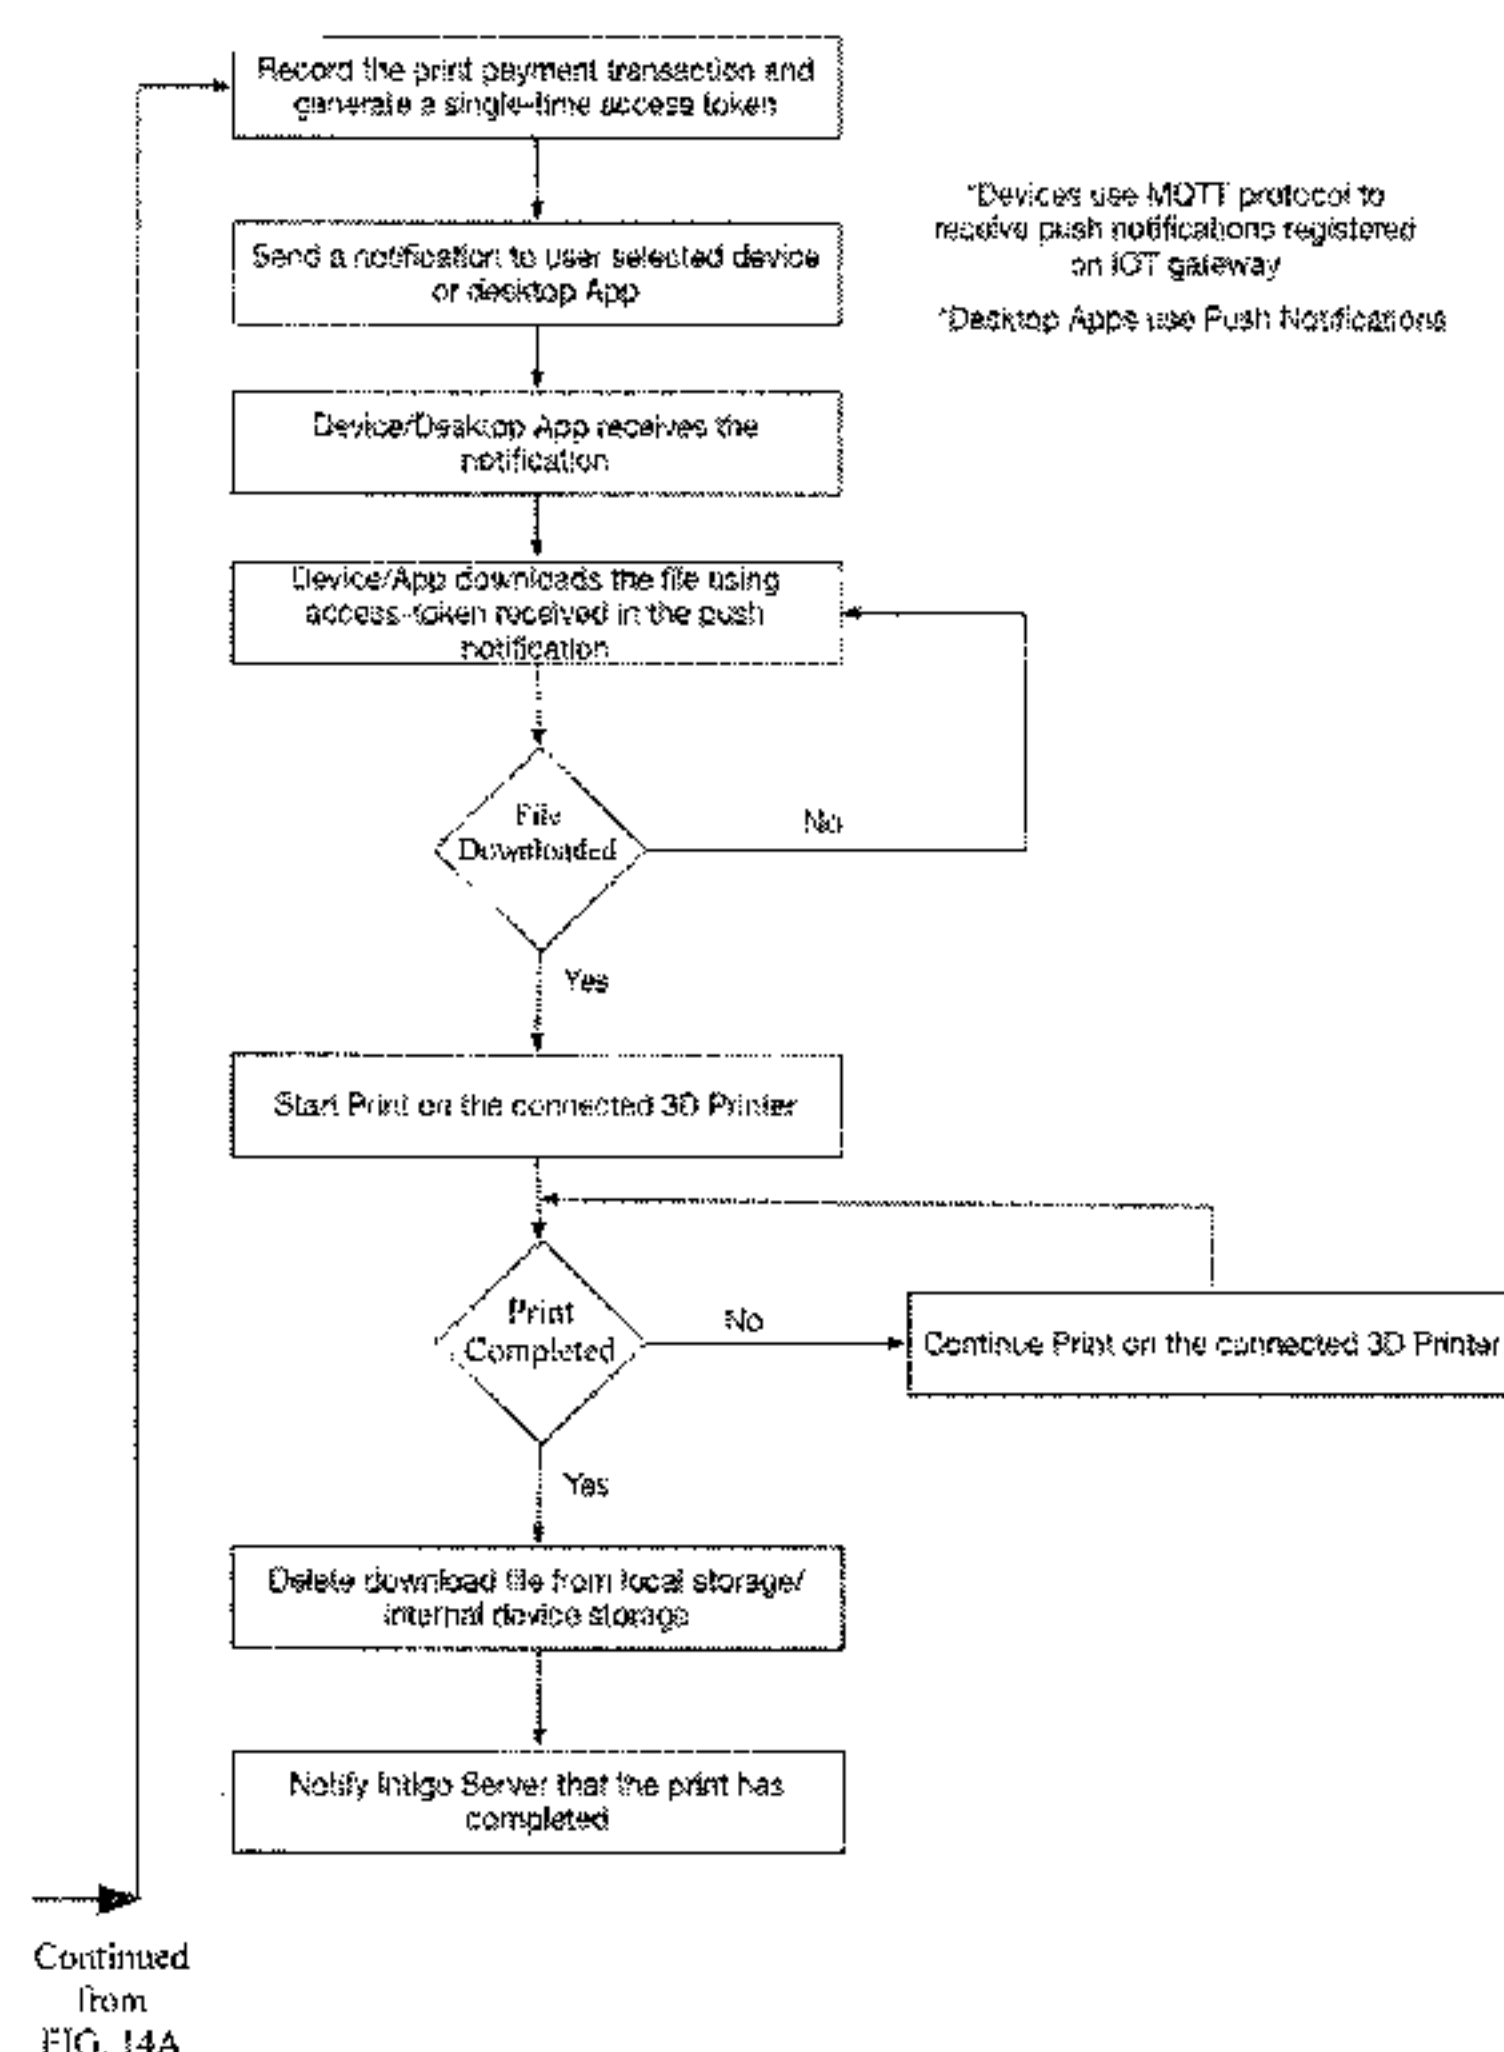 Record the print payment transaction and
generate a single-time access token
*Devices use MQTT protocol to
receive push notifications registered
on IOT gateway
*Desktop Apps use Push Notifications
Send a notification to user selected device
or desktop App
Device/Desktop App receives the
notification
Device/App downloads the file using
access-token received in the push
notification
File
Downloaded
No
Yes
Start Print on the connected 3D Printer
Print
Completed
No
Continue Print on the connected 3D Printer
Yes
Delete download file from local storage/
internal device storage
Notify Server that the print has
completed
Continued
from
FIG. 14A